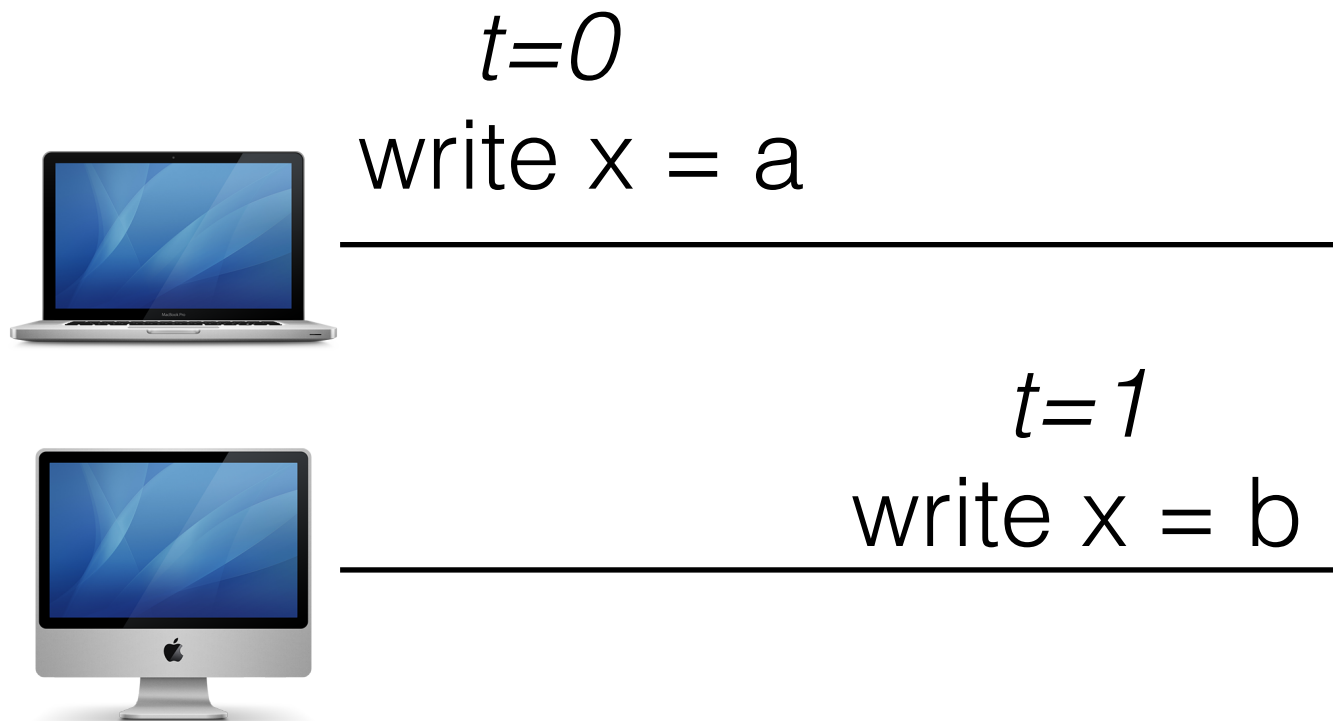 t=0
write x = a
t=1
write x = b